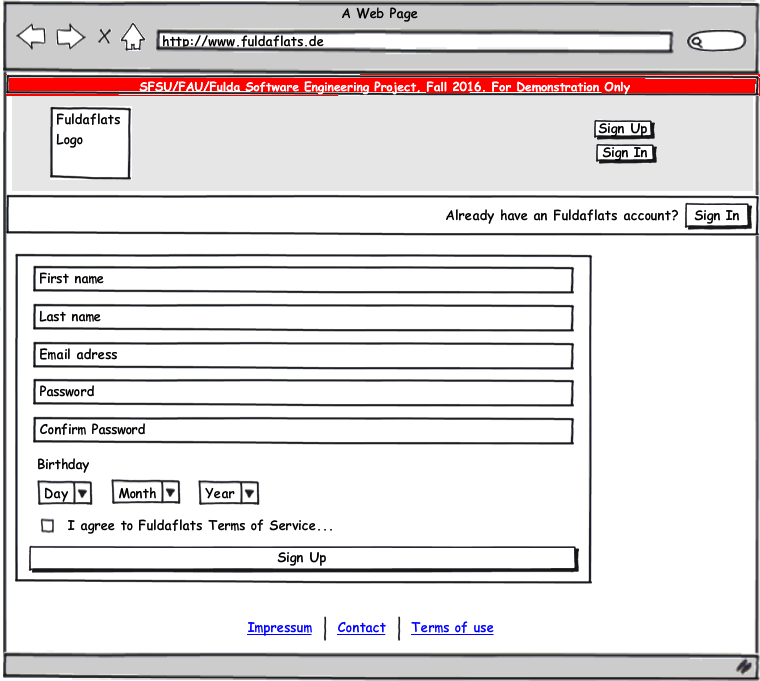 A Web Page
http://www.fuldaflats.de
SFSU/FAU/Fulda Software Engineering Project, Fall 2016. For Demonstration Only
Fuldaflats
Logo
Sign Up
Sign In
Already have an Fuldaflats account? Sign In
First name
Last name
Email adress
Password
Confirm Password
Birthday
Day Month Year
I agree to Fuldaflats Terms of Service...
Sign Up
Impressum Contact Terms of use